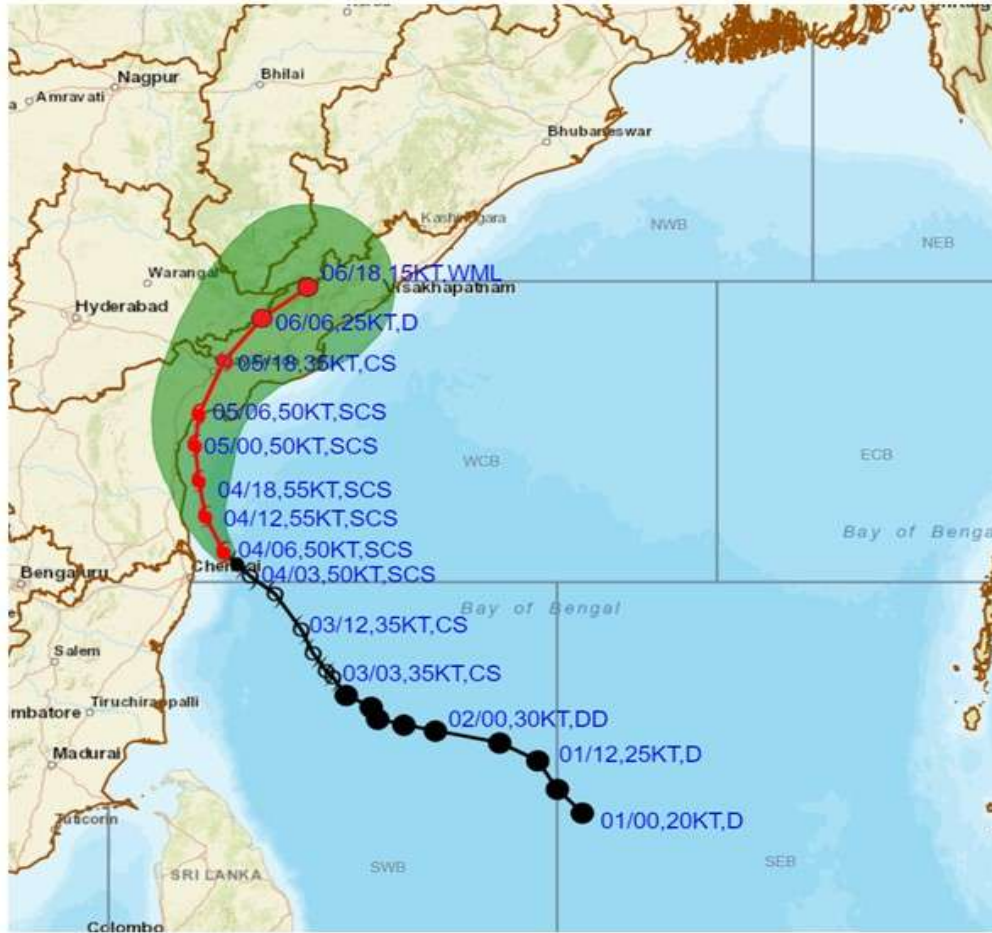 Nagpur
Bhilai
Amravati
Bhubaneswar
Kashinagara
NWB
NEB
Warangal
06/18,15KT,WML
Visakhapatnam
Hyderabad
06/06,25KT,D
05/18,35KT,CS
05/06,50KT,SCS
05/00,50KT,SCS
WCB
ECB
04/18,55KT,SCS
04/12,55KT,SCS
Bay of Beng
04/06,50KT,SCS
Chennai
04/03,50KT,SCS
Bengaluru
Bay of Bengal
03/12,35KT,CS
Salem
03/03,35KT,CS
Tiruchirappalli
mbatore
02/00,30KT,DD
Madurai
01/12,25KT,D
Tuticorin
01/00,20KT,D
SWB
SEB
SRI LANKA
Colombo